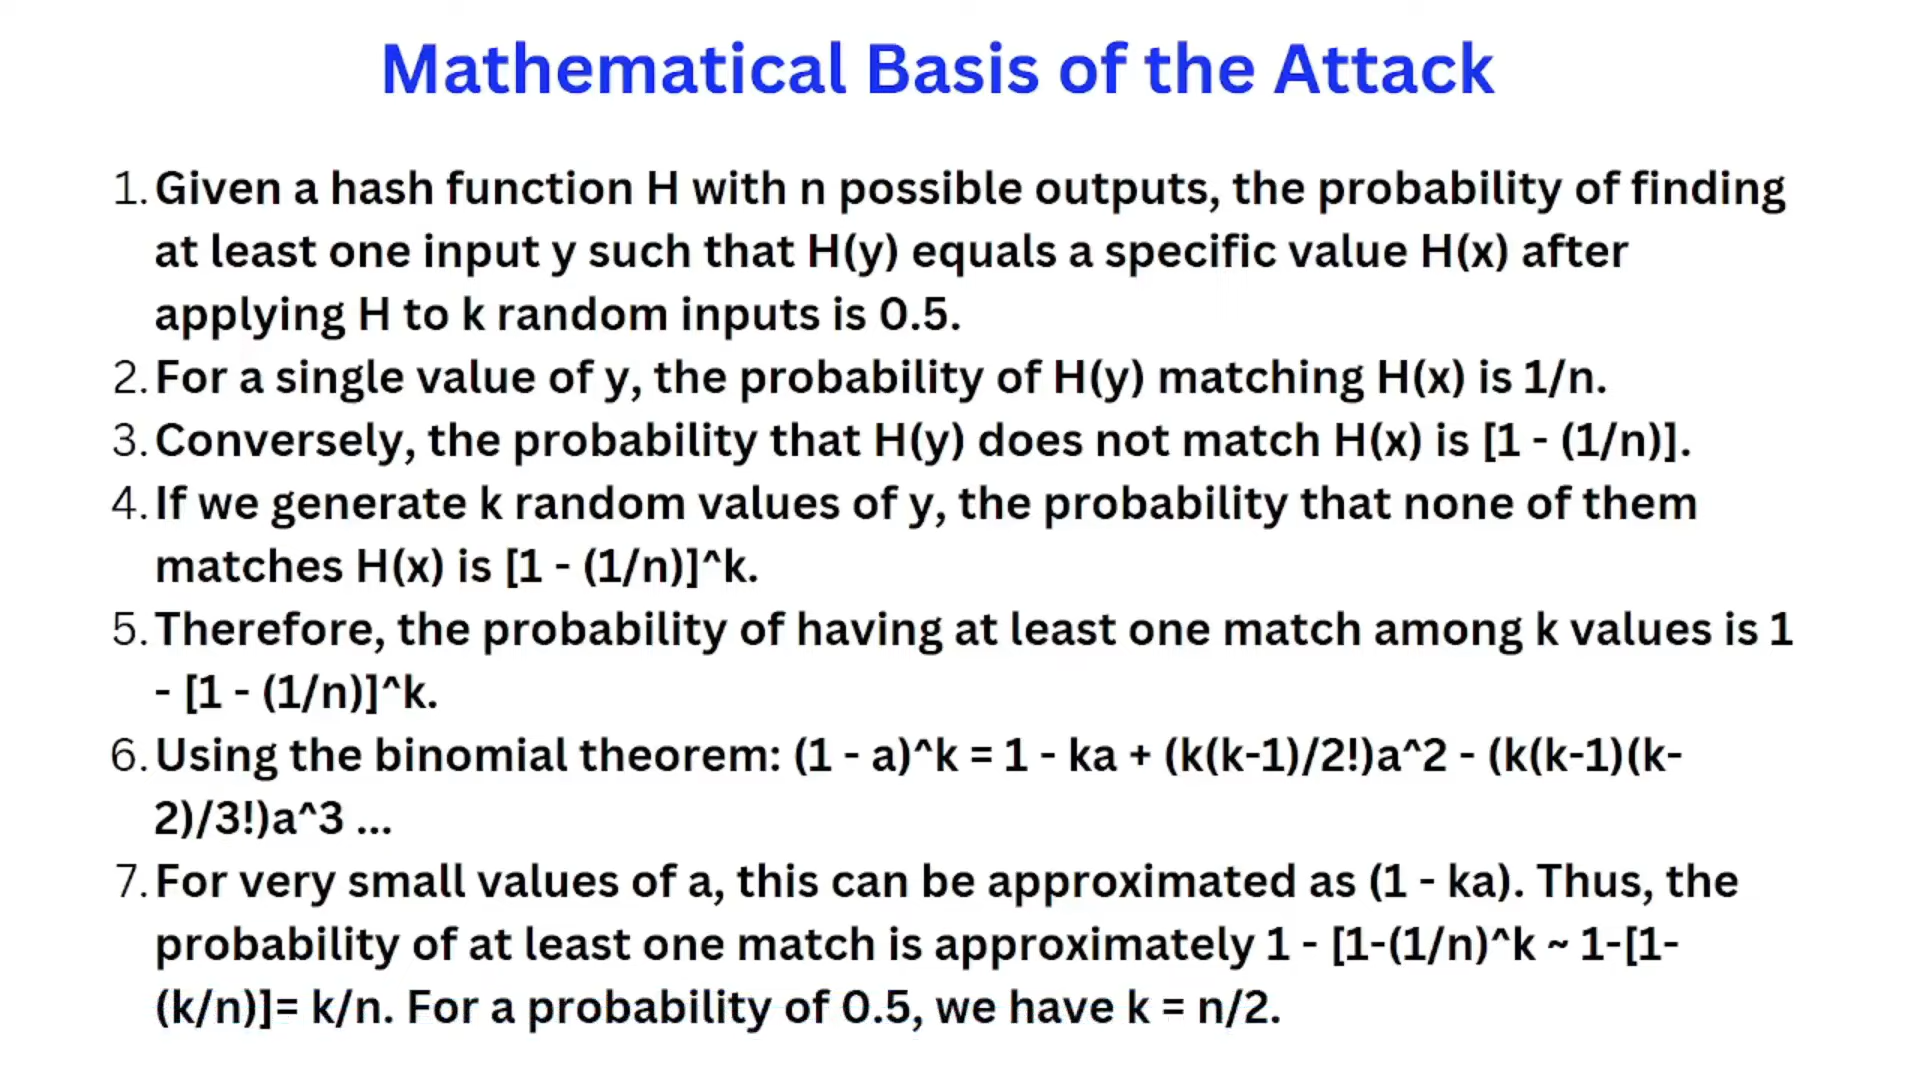 Mathematical Basis of the Attack
1. Given a hash function H with n possible outputs, the probability of finding
at least one input y such that H(y) equals a specific value H(x) after
applying H to k random inputs is 0.5.
2. For a single value of y, the probability of H(y) matching H(x) is 1/n.
3. Conversely, the probability that H(y) does not match H(x) is [1 - (1/n)].
4. If we generate k random values of y, the probability that none of them
matches H(x) is [1 - (1/n)]^k.
5. Therefore, the probability of having at least one match among k values is 1
- [1 - (1/n)]^k.
6. Using the binomial theorem: (1 - a)^k = 1 - ka + (k(k-1)/2!)a^2 - (k(k-1)(k-
2)/3!)a^3 ...
7. For very small values of a, this can be approximated as (1 - ka). Thus, the
probability of at least one match is approximately 1 - [1-(1/n)^k ~ 1-[1-
(k/n)]= k/n. For a probability of 0.5, we have k = n/2.